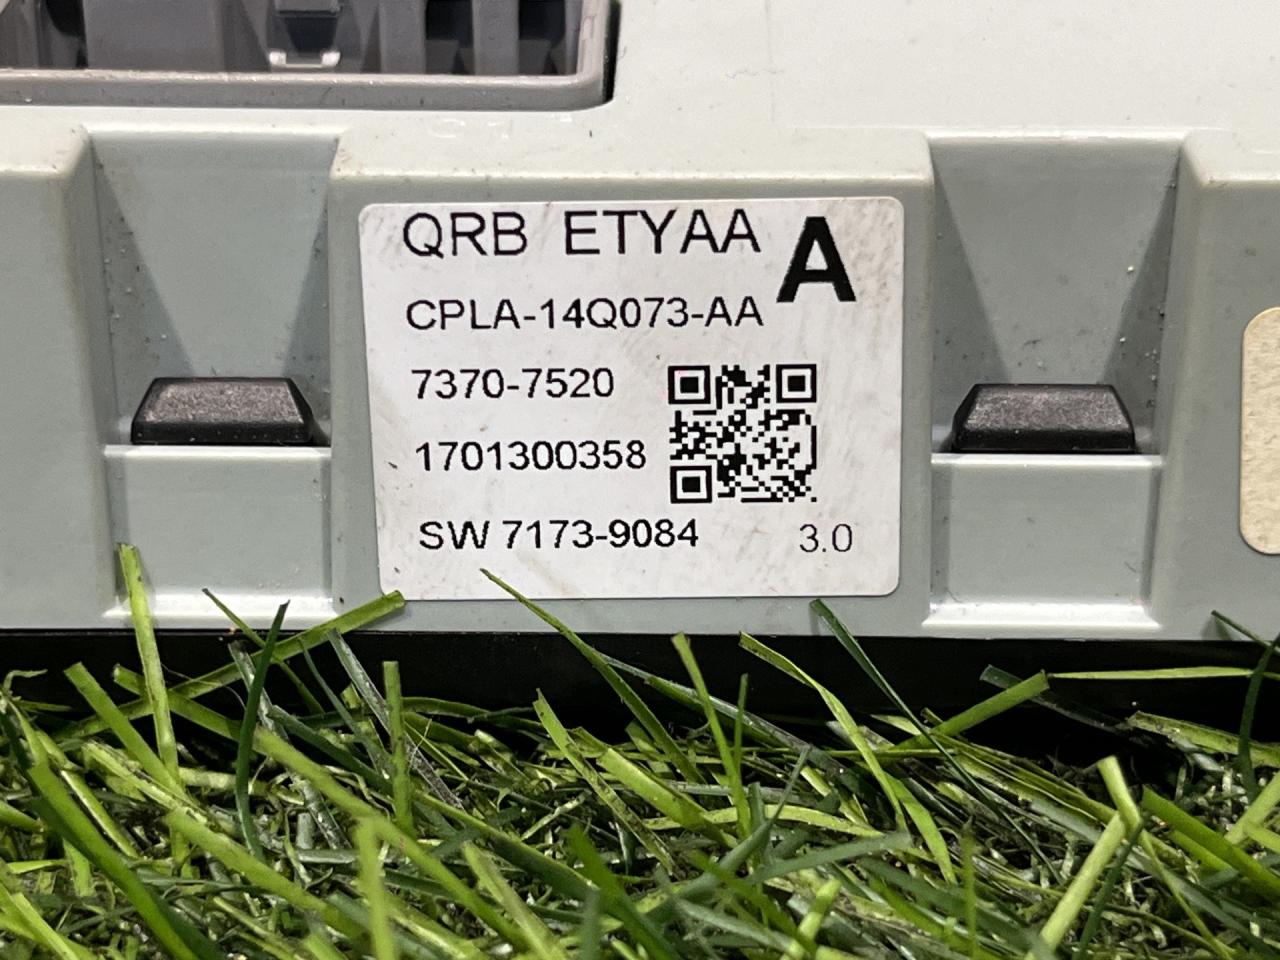 QRB ETYAA A
CPLA-14Q073-AA
7370-7520
1701300358
SW 7173-9084 3.0